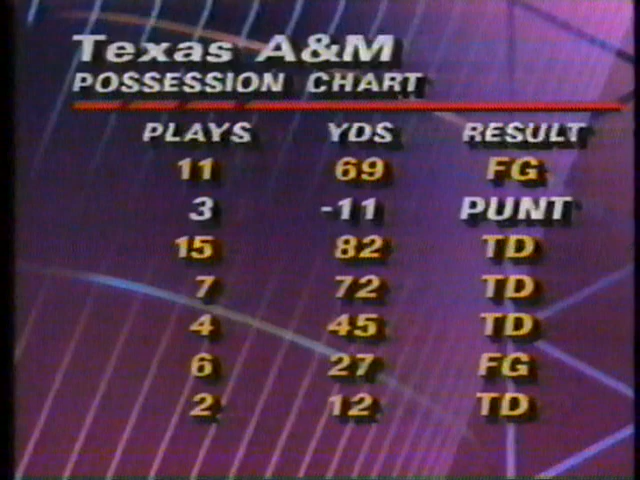 Texas A&M
POSSESSION CHART
PLAYS YDS RESULT
11 69 FG
3 -11 PUNT
15 82 TD
7 72 TD
4 45 TD
6 27 FG
2 12 TD